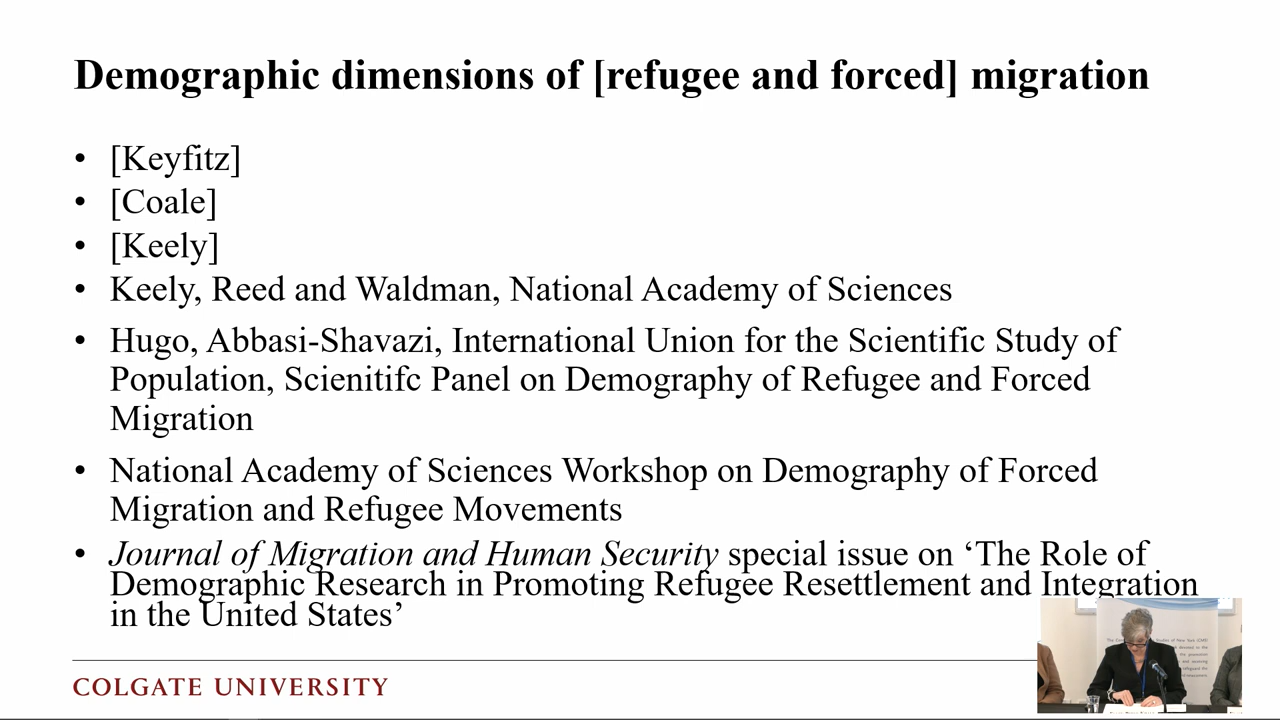 Demographic dimensions of [refugee and forced] migration
• [Keyfitz]
• [Coale]
• [Keely]
• Keely, Reed and Waldman, National Academy of Sciences
• Hugo, Abbasi-Shavazi, International Union for the Scientific Study of
Population, Scienitifc Panel on Demography of Refugee and Forced
Migration
• National Academy of Sciences Workshop on Demography of Forced
Migration and Refugee Movements
• Journal of Migration and Human Security special issue on ‘The Role of
Demographic Research in Promoting Refugee Resettlement and Integration
in the United States’
COLGATE UNIVERSITY